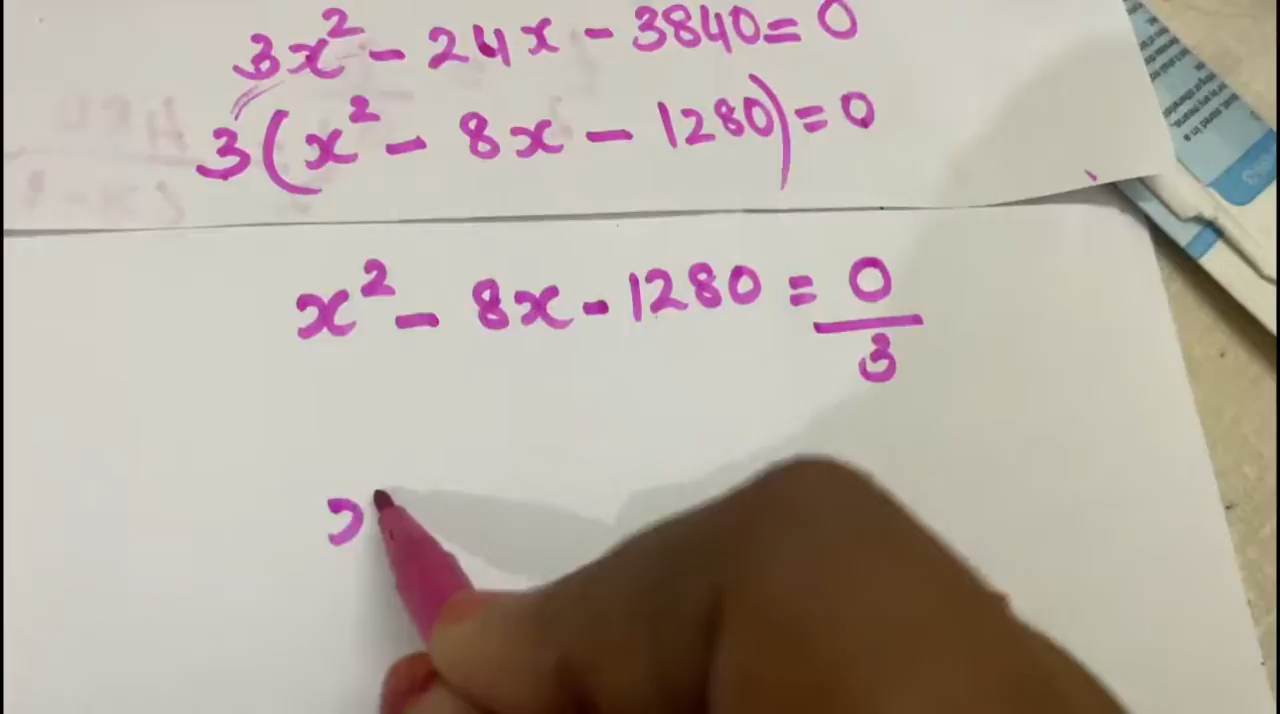 3x² - 24x - 3840 = 0
3(x² - 8x - 1280) = 0
x² - 8x - 1280 = 0/3
x